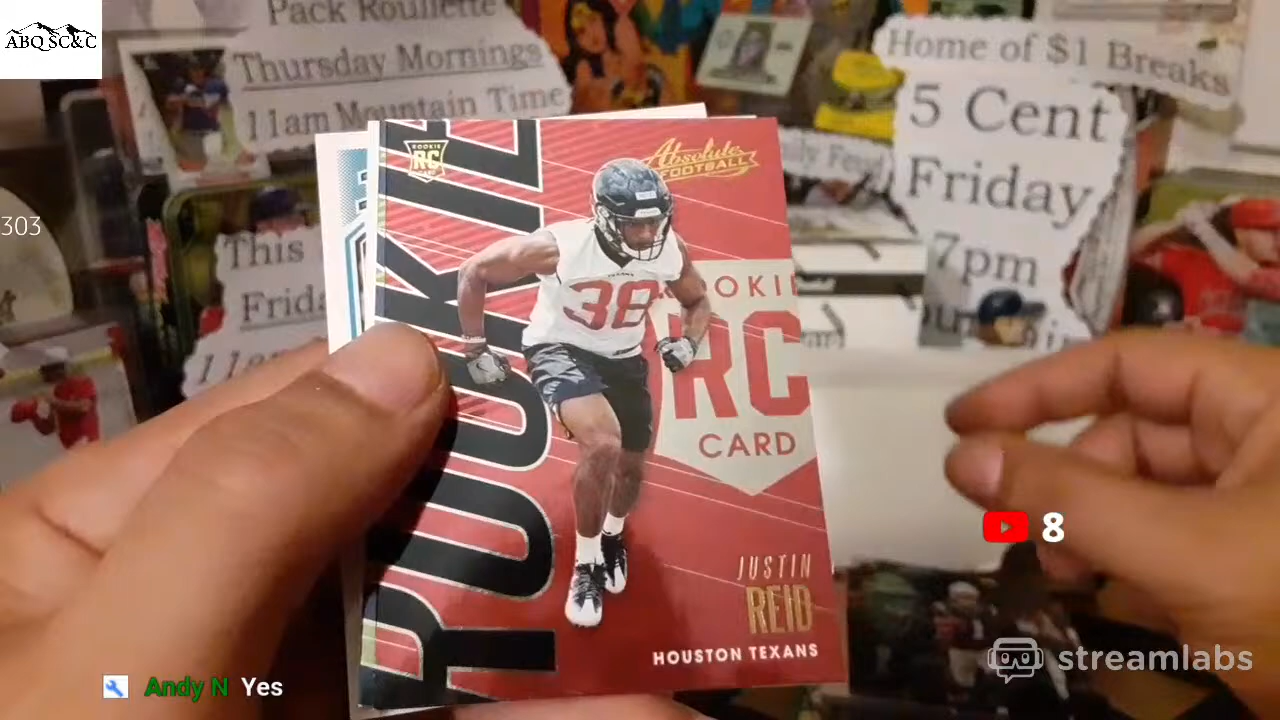 ABQ SC&C
Pack Roulette
Thursday Mornings
11am Mountain Time
Home of $1 Breaks
5 Cent
Friday
7pm
This
303
ROOKIE
ROOKIE
RC
Absolute
FOOTBALL
38
RC
CARD
JUSTIN
REID
HOUSTON TEXANS
8
streamlabs
Andy N Yes